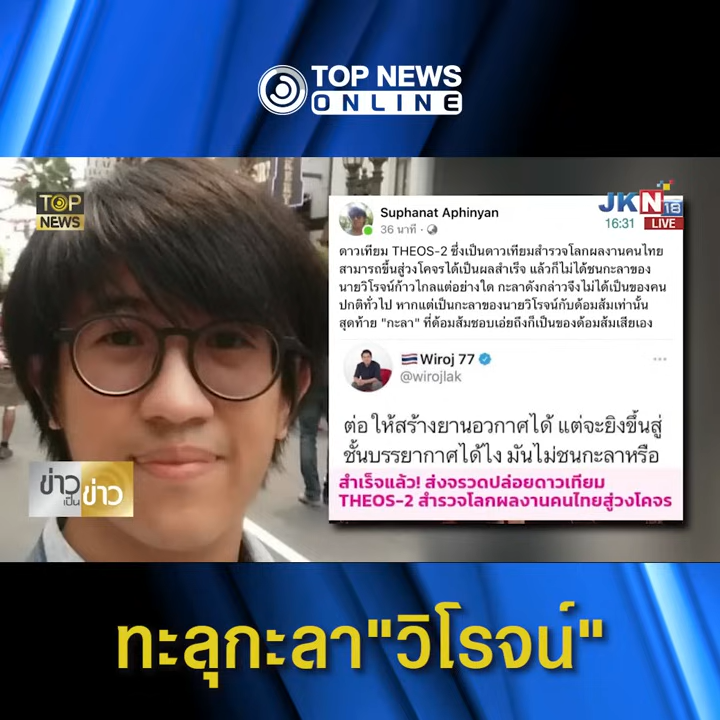 TOP NEWS
ONLINE
TOP
NEWS
JKN18
16:31 LIVE
Suphanat Aphinyan
36 นาที ·
ดาวเทียม THEOS-2 ซึ่งเป็นดาวเทียมสำรวจโลกผลงานคนไทย
สามารถขึ้นสู่วงโคจรได้เป็นผลสำเร็จ แล้วก็ไม่ได้ชนกะลาของ
นายวิโรจน์ก้าวไกลแต่อย่างใด กะลาดังกล่าวจึงไม่ได้เป็นของคน
ปกติทั่วไป หากแต่เป็นกะลาของนายวิโรจน์กับด้อมส้มเท่านั้น
สุดท้าย "กะลา" ที่ด้อมส้มชอบเอ่ยถึงก็เป็นของด้อมส้มเสียเอง
Wiroj 77
@wirojlak
ต่อให้สร้างยานอวกาศได้ แต่จะยิงขึ้นสู่
ชั้นบรรยากาศได้ไง มันไม่ชนกะลาหรือ
สำเร็จแล้ว! ส่งจรวดปล่อยดาวเทียม
THEOS-2 สำรวจโลกผลงานคนไทยสู่วงโคจร
ข่าว
เป็น
ข่าว
ทะลุกะลา"วิโรจน์"